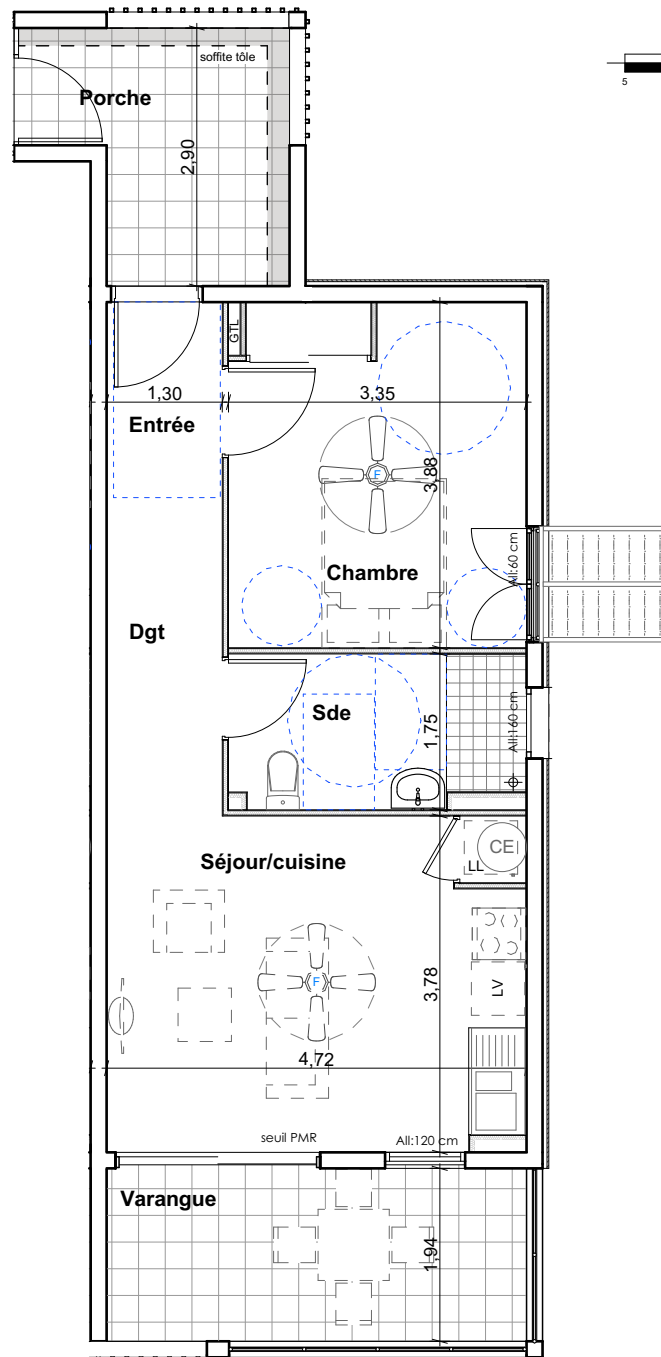 soffite tôle
5
Porche
2,90
GTL
1,30
3,35
Entrée
F
3,88
All:60 cm
Chambre
Dgt
Sde
1,75
All:160 cm
CE
LL
Séjour/cuisine
F
LV
3,78
4,72
seuil PMR
All:120 cm
Varangue
1,94